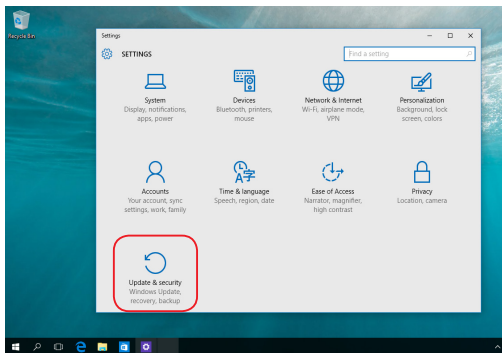 Recycle Bin
Settings
SETTINGS
Find a setting
System
Display, notifications,
apps, power
Devices
Bluetooth, printers,
mouse
Network & Internet
Wi-Fi, airplane mode,
VPN
Personalization
Background, lock
screen, colors
Accounts
Your account, sync
settings, work, family
Time & language
Speech, region, date
Ease of Access
Narrator, magnifier,
high contrast
Privacy
Location, camera
Update & security
Windows Update,
recovery, backup